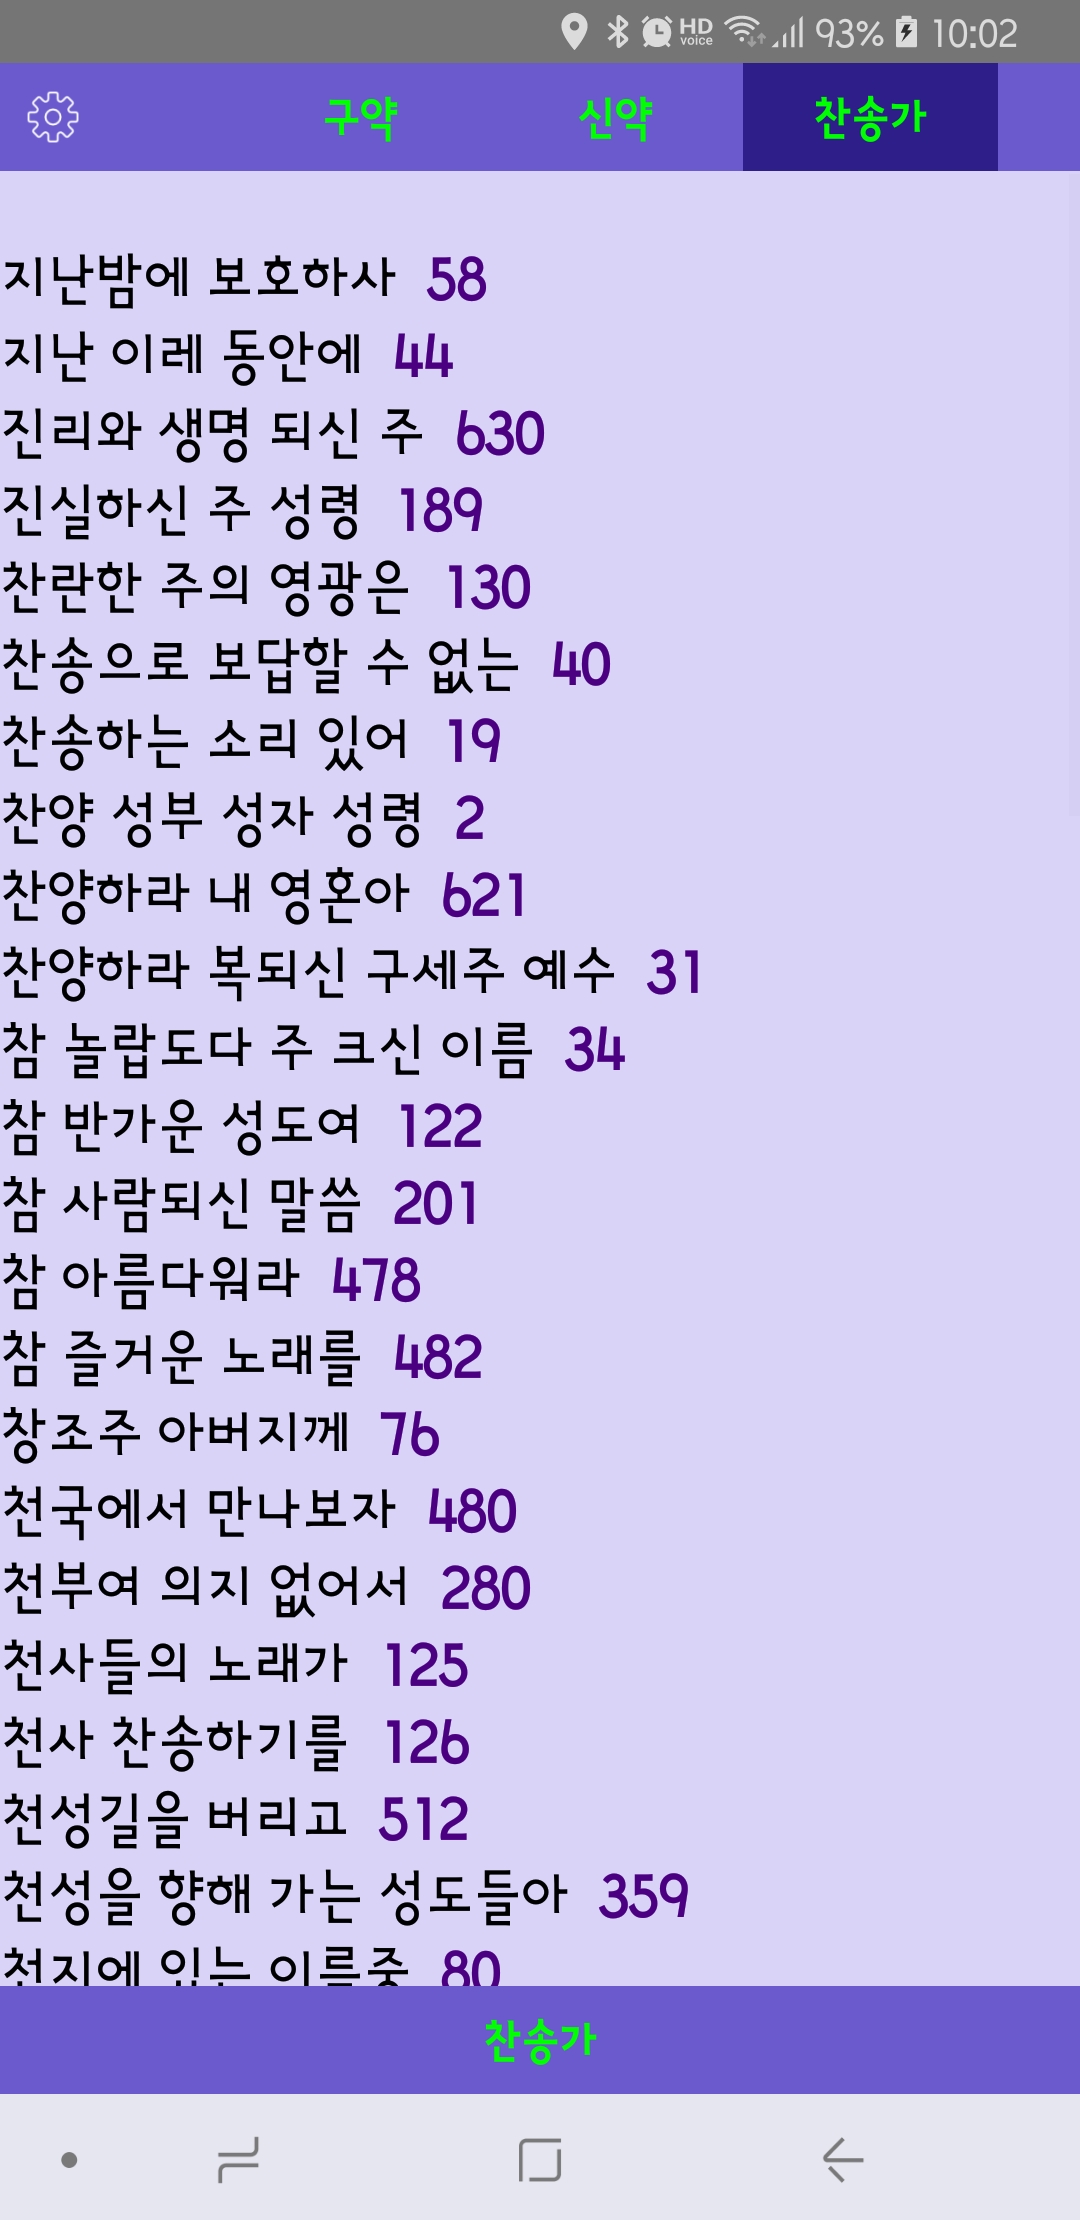 HD voice 93% 10:02
구약 신약 찬송가
지난밤에 보호하사 58
지난 이레 동안에 44
진리와 생명 되신 주 630
진실하신 주 성령 189
찬란한 주의 영광은 130
찬송으로 보답할 수 없는 40
찬송하는 소리 있어 19
찬양 성부 성자 성령 2
찬양하라 내 영혼아 621
찬양하라 복되신 구세주 예수 31
참 놀랍도다 주 크신 이름 34
참 반가운 성도여 122
참 사람되신 말씀 201
참 아름다워라 478
참 즐거운 노래를 482
창조주 아버지께 76
천국에서 만나보자 480
천부여 의지 없어서 280
천사들의 노래가 125
천사 찬송하기를 126
천성길을 버리고 512
천성을 향해 가는 성도들아 359
천지에 있는 이름중 80
찬송가